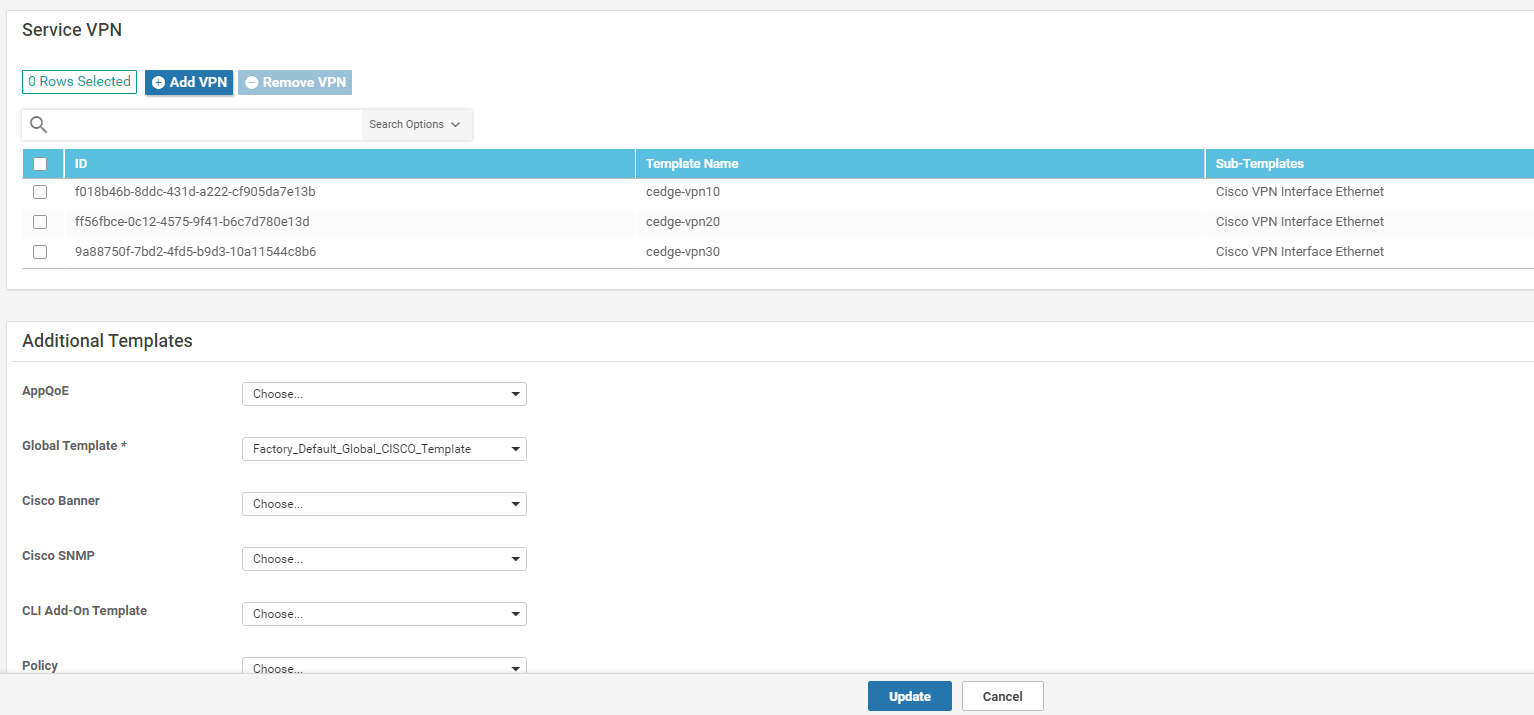 Service VPN
0 Rows Selected Add VPN Remove VPN
Search Options
ID Template Name Sub-Templates
f018b46b-8ddc-431d-a222-cf905da7e13b cedge-vpn10 Cisco VPN Interface Ethernet
ff56fbce-0c12-4575-9f41-b6c7d780e13d cedge-vpn20 Cisco VPN Interface Ethernet
9a88750f-7bd2-4fd5-b9d3-10a11544c8b6 cedge-vpn30 Cisco VPN Interface Ethernet
Additional Templates
AppQoE Choose...
Global Template * Factory_Default_Global_CISCO_Template
Cisco Banner Choose...
Cisco SNMP Choose...
CLI Add-On Template Choose...
Policy Choose...
Update Cancel